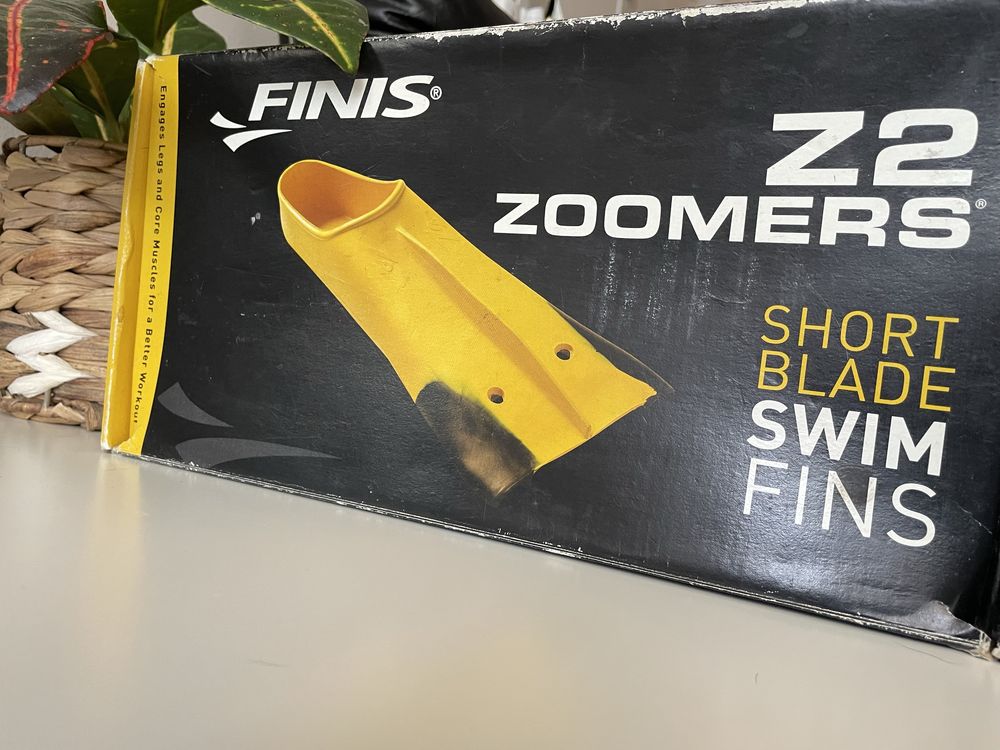 FINIS®
Z2
ZOOMERS®
SHORT
BLADE
SWIM
FINS
Engages Legs and Core Muscles for a Better Workout